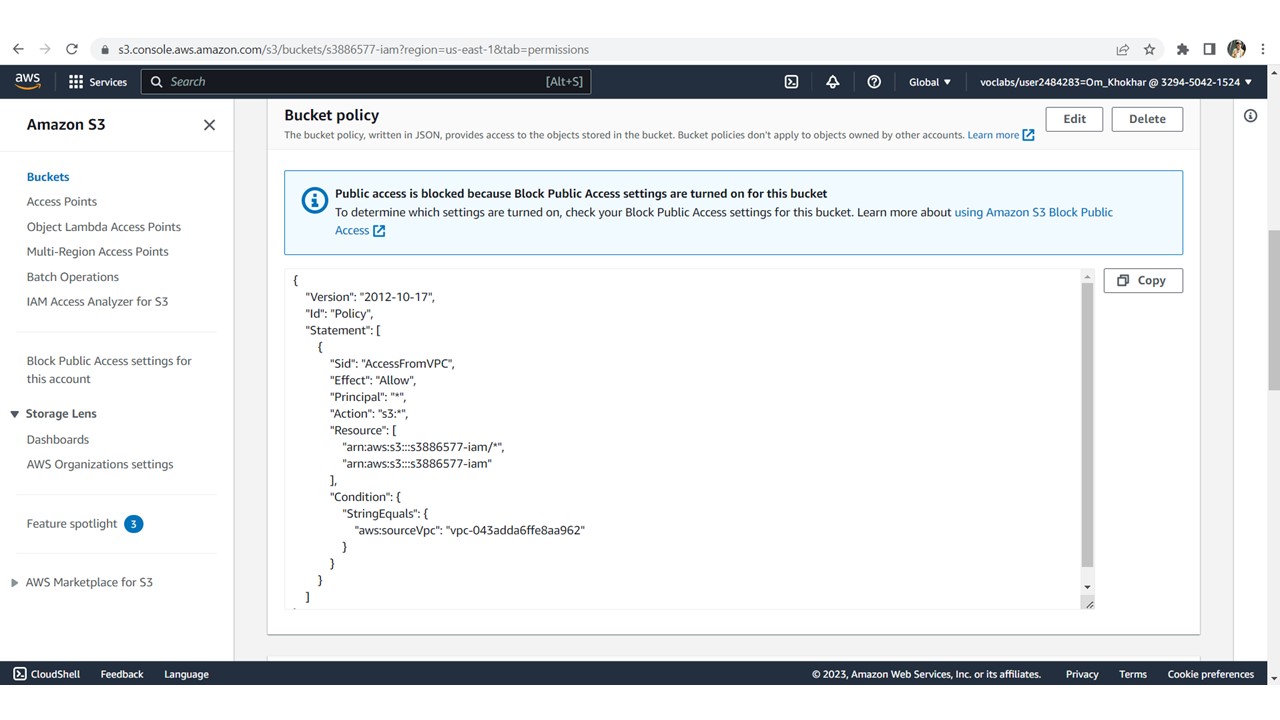 s3.console.aws.amazon.com/s3/buckets/s3886577-iam?region=us-east-1&tab=permissions
aws Services Search [Alt+S] Global voclabs/user2484283=Om_Khokhar @ 3294-5042-1524
Amazon S3
Buckets
Access Points
Object Lambda Access Points
Multi-Region Access Points
Batch Operations
IAM Access Analyzer for S3
Block Public Access settings for
this account
Storage Lens
Dashboards
AWS Organizations settings
Feature spotlight 3
AWS Marketplace for S3
Bucket policy
The bucket policy, written in JSON, provides access to the objects stored in the bucket. Bucket policies don't apply to objects owned by other accounts. Learn more
Edit
Delete
Public access is blocked because Block Public Access settings are turned on for this bucket
To determine which settings are turned on, check your Block Public Access settings for this bucket. Learn more about using Amazon S3 Block Public
Access
Copy
{
"Version": "2012-10-17",
"Id": "Policy",
"Statement": [
{
"Sid": "AccessFromVPC",
"Effect": "Allow",
"Principal": "*",
"Action": "s3:*",
"Resource": [
"arn:aws:s3:::s3886577-iam/*",
"arn:aws:s3:::s3886577-iam"
],
"Condition": {
"StringEquals": {
"aws:sourceVpc": "vpc-043adda6ffe8aa962"
}
}
}
]
CloudShell Feedback Language © 2023, Amazon Web Services, Inc. or its affiliates. Privacy Terms Cookie preferences